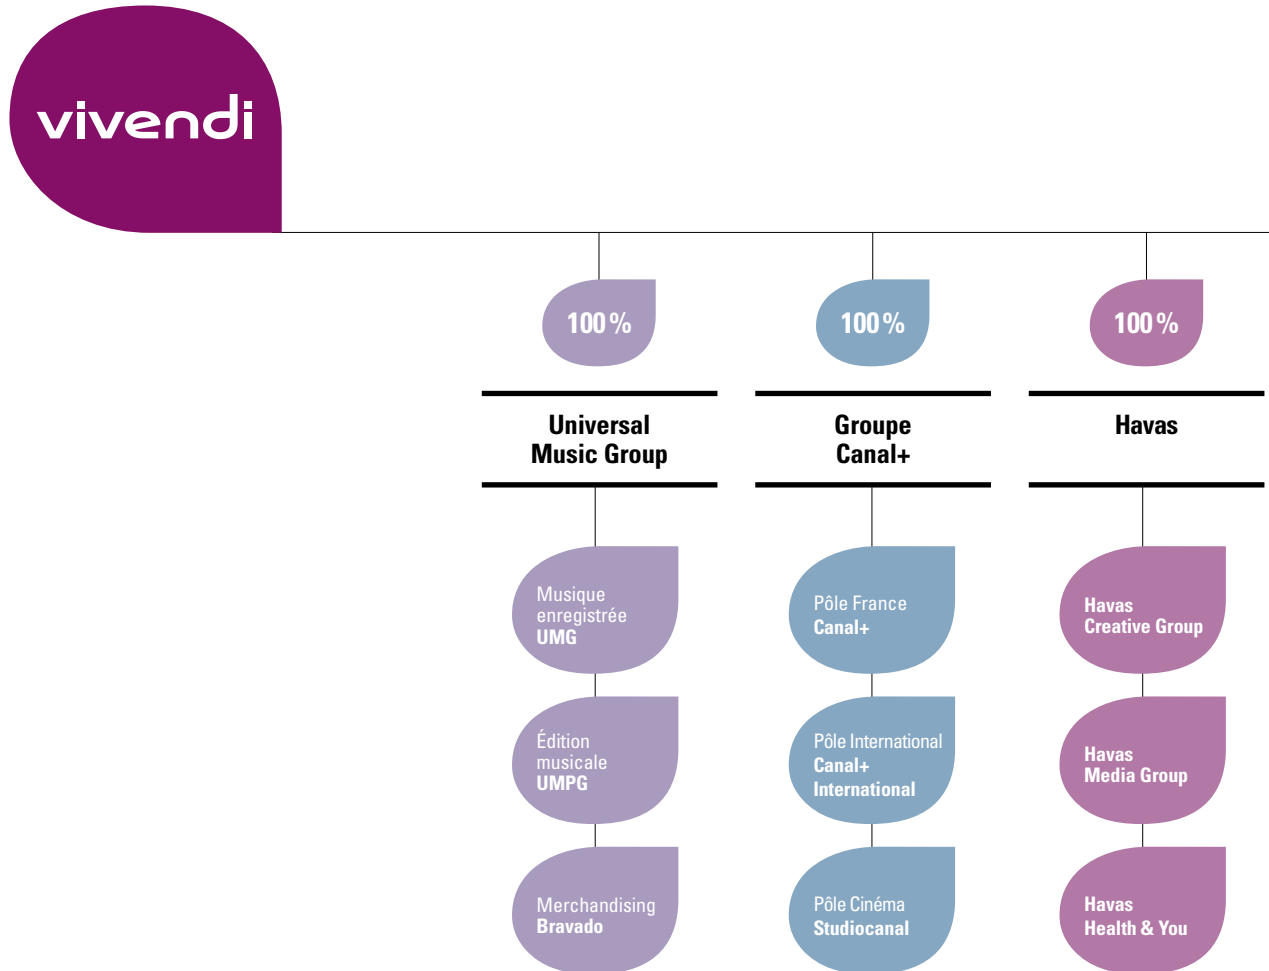 vivendi
100 %
100 %
100 %
Universal
Music Group
Groupe
Canal+
Havas
Musique
enregistrée
UMG
Pôle France
Canal+
Havas
Creative Group
Édition
musicale
UMPG
Pôle International
Canal+
International
Havas
Media Group
Merchandising
Bravado
Pôle Cinéma
Studiocanal
Havas
Health & You